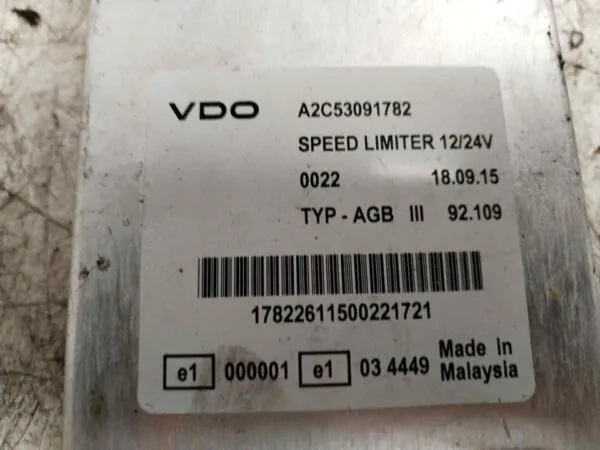 VDO A2C53091782
SPEED LIMITER 12/24V
0022 18.09.15
TYP - AGB III 92.109
17822611500221721
e1 000001 e1 03 4449 Made in
Malaysia